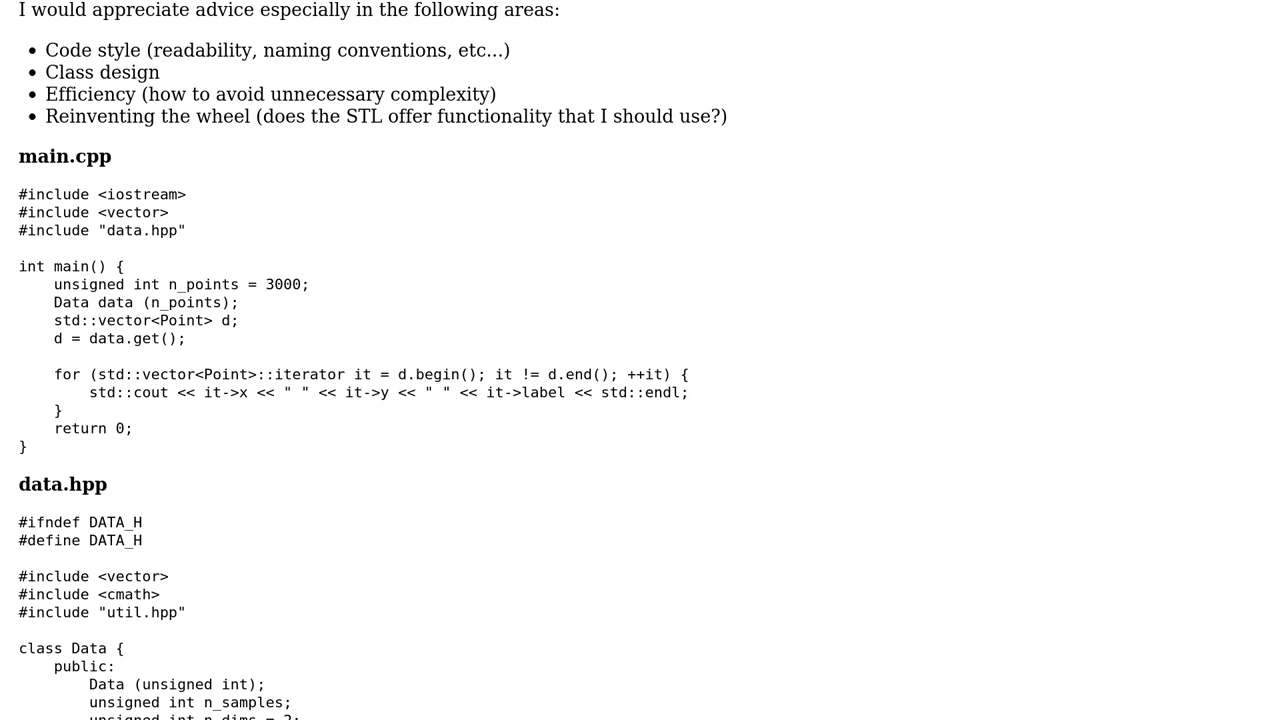 I would appreciate advice especially in the following areas:
• Code style (readability, naming conventions, etc...)
• Class design
• Efficiency (how to avoid unnecessary complexity)
• Reinventing the wheel (does the STL offer functionality that I should use?)
main.cpp
#include <iostream>
#include <vector>
#include "data.hpp"
int main() {
    unsigned int n_points = 3000;
    Data data (n_points);
    std::vector<Point> d;
    d = data.get();
    for (std::vector<Point>::iterator it = d.begin(); it != d.end(); ++it) {
        std::cout << it->x << " " << it->y << " " << it->label << std::endl;
    }
    return 0;
}
data.hpp
#ifndef DATA_H
#define DATA_H
#include <vector>
#include <cmath>
#include "util.hpp"
class Data {
    public:
        Data (unsigned int);
        unsigned int n_samples;
        unsigned int n_dims = 2;